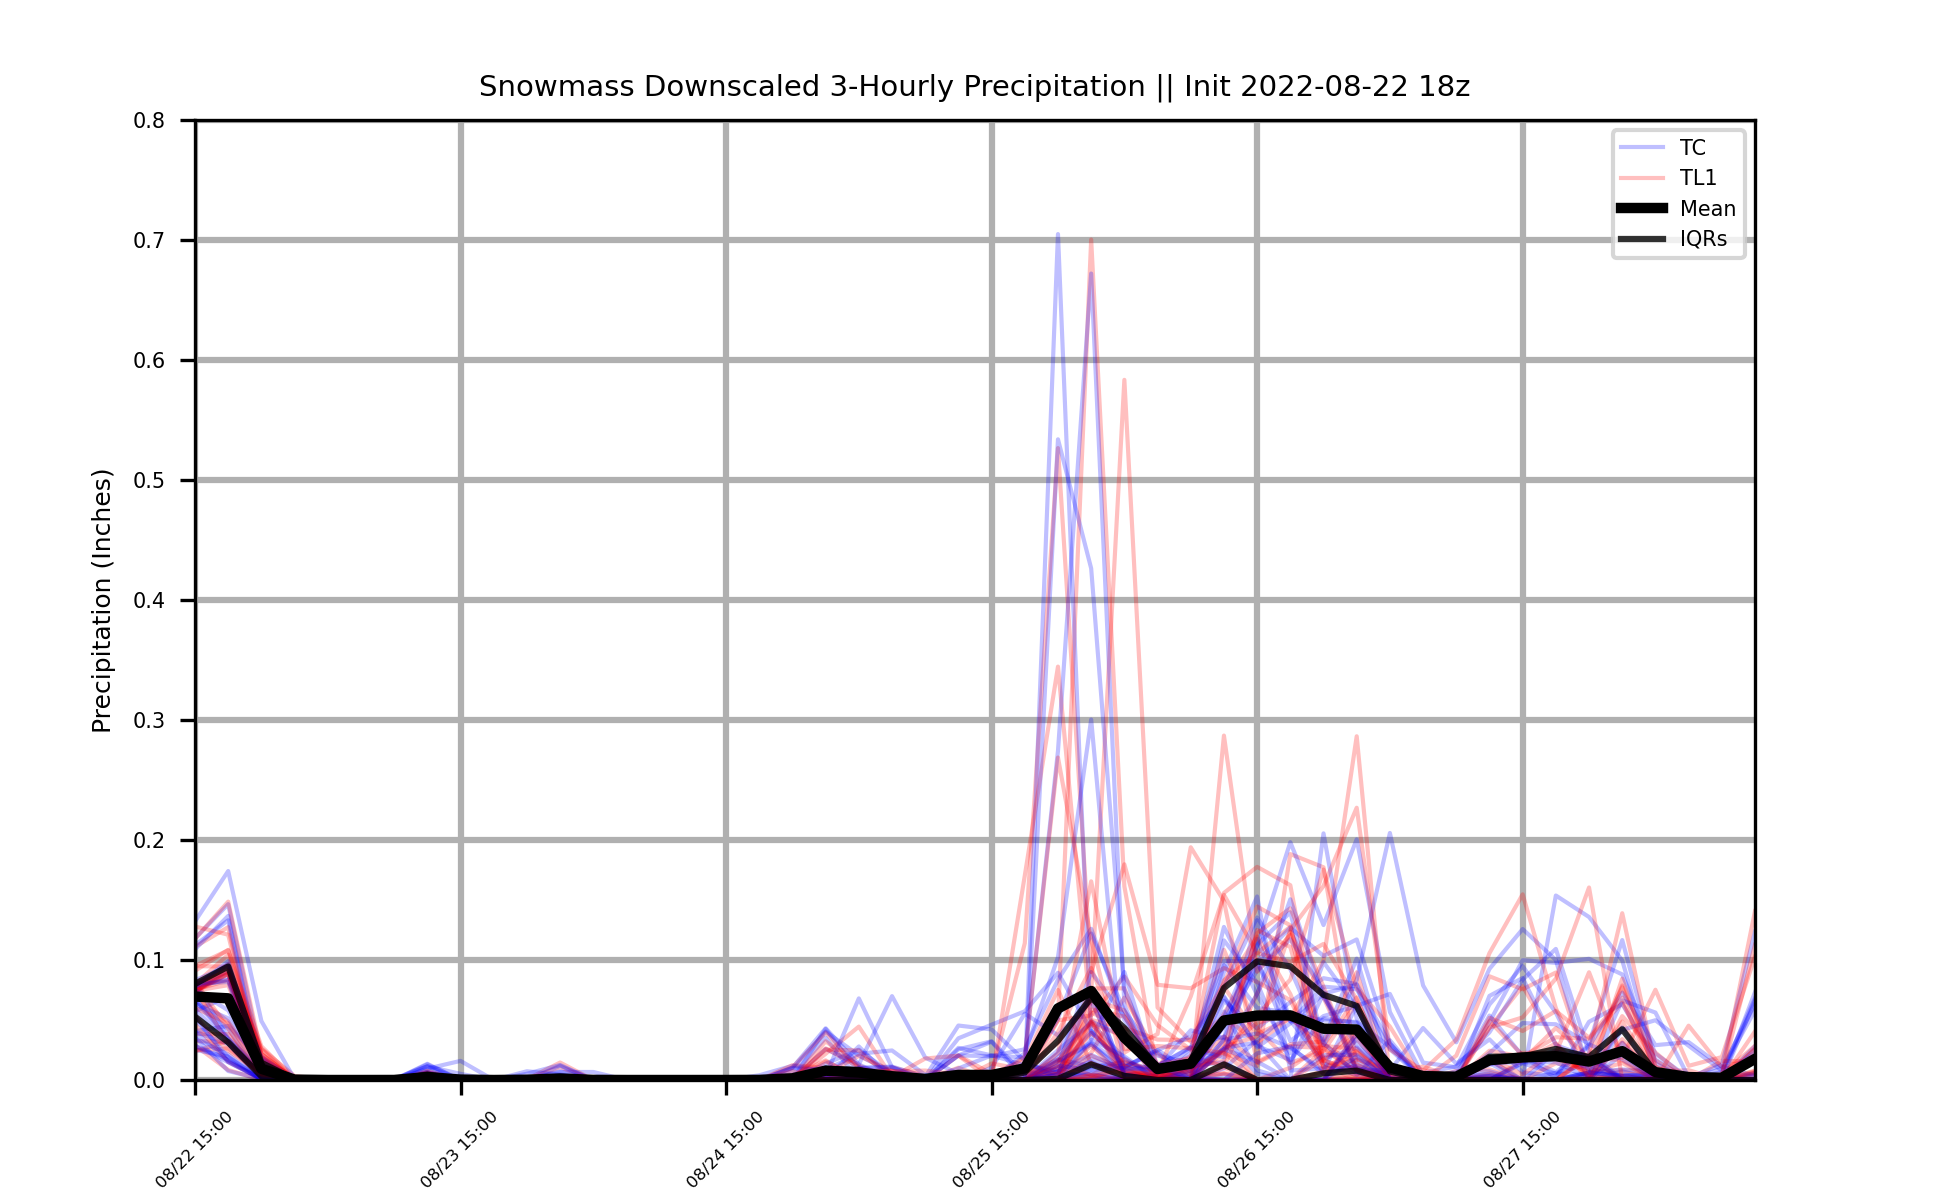 Snowmass Downscaled 3-Hourly Precipitation || Init 2022-08-22 18z
TC
TL1
Mean
IQRs
Precipitation (Inches)
0.8
0.7
0.6
0.5
0.4
0.3
0.2
0.1
0.0
08/22 15:00
08/23 15:00
08/24 15:00
08/25 15:00
08/26 15:00
08/27 15:00